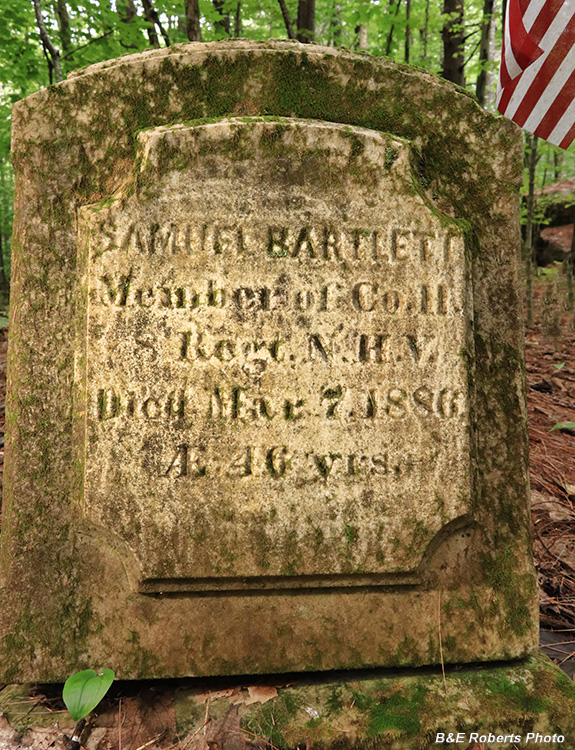 SAMUEL BARTLETT
Member of Co. H.
8 Regt. N.H.V.
Died Mar. 7, 1886.
Æ 46 yrs.
B&E Roberts Photo